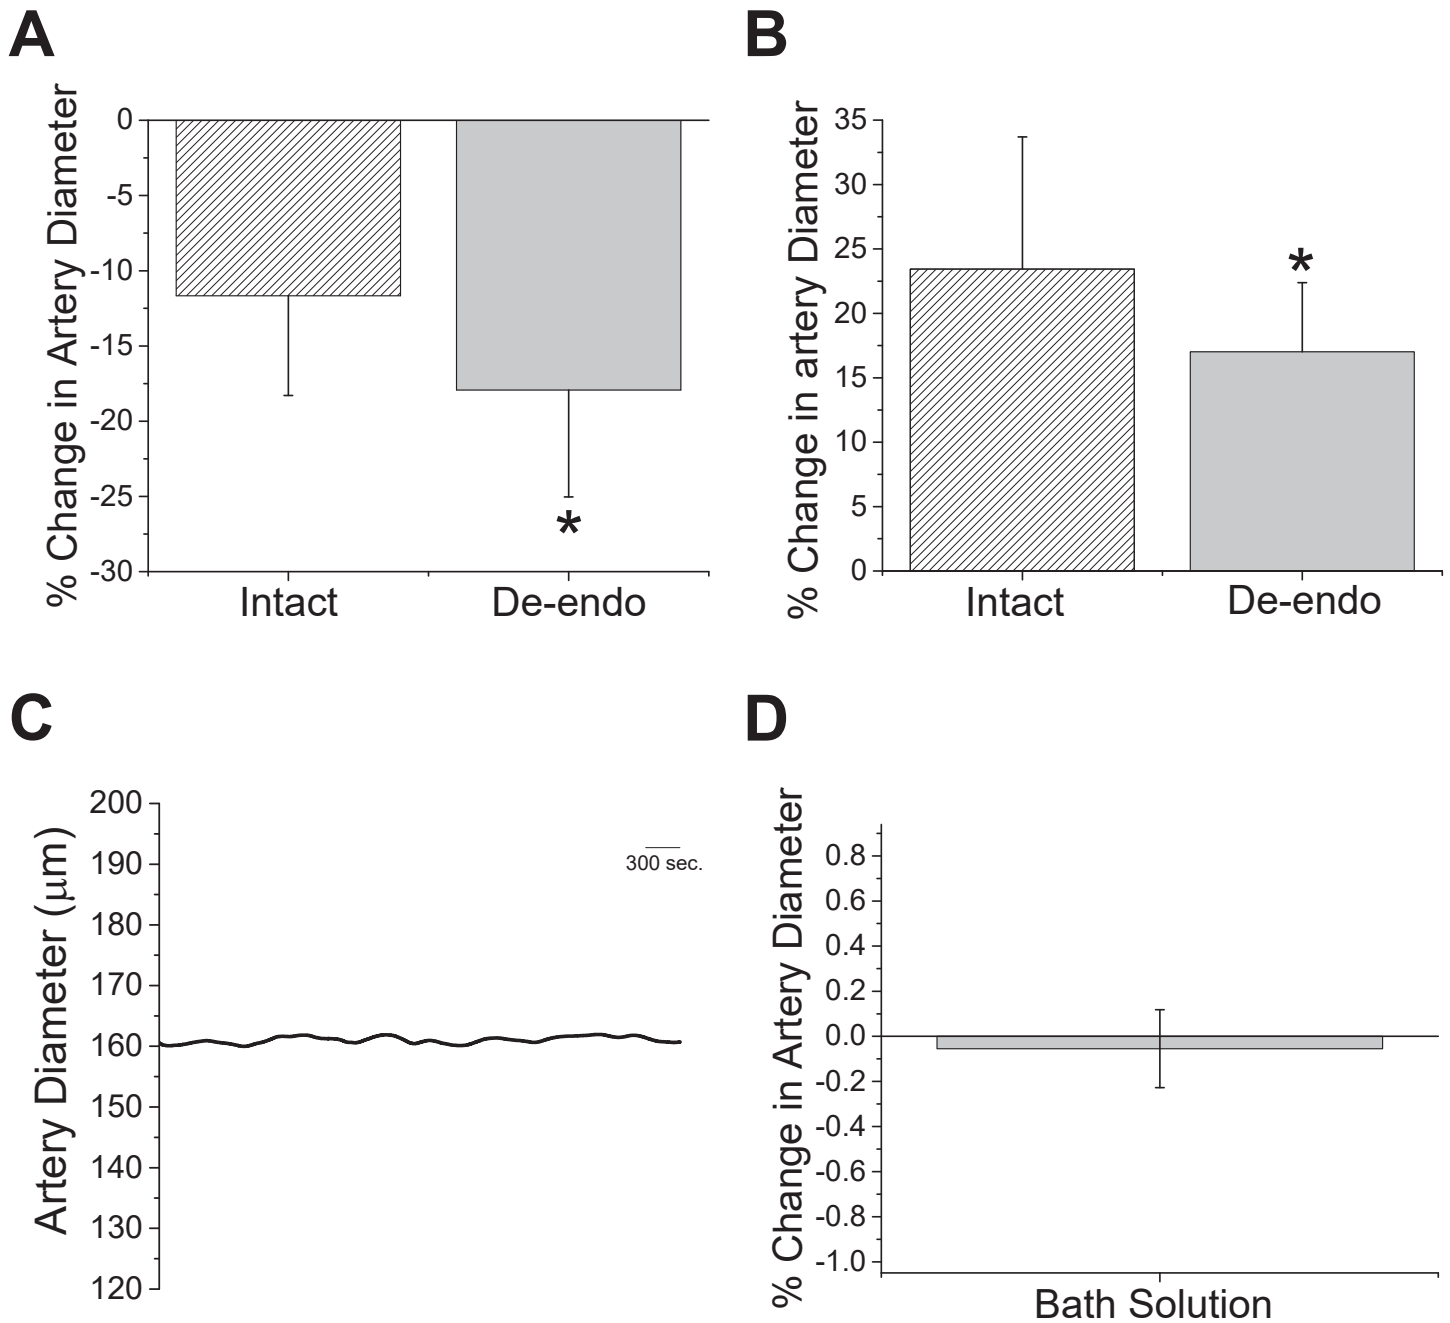 A
% Change in Artery Diameter
0
-5
-10
-15
-20
-25
-30
*
Intact
De-endo
B
% Change in artery Diameter
35
30
25
20
15
10
5
0
*
Intact
De-endo
C
Artery Diameter (μm)
200
190
180
170
160
150
140
130
120
300 sec.
D
% Change in Artery Diameter
0.8
0.6
0.4
0.2
0.0
-0.2
-0.4
-0.6
-0.8
-1.0
Bath Solution